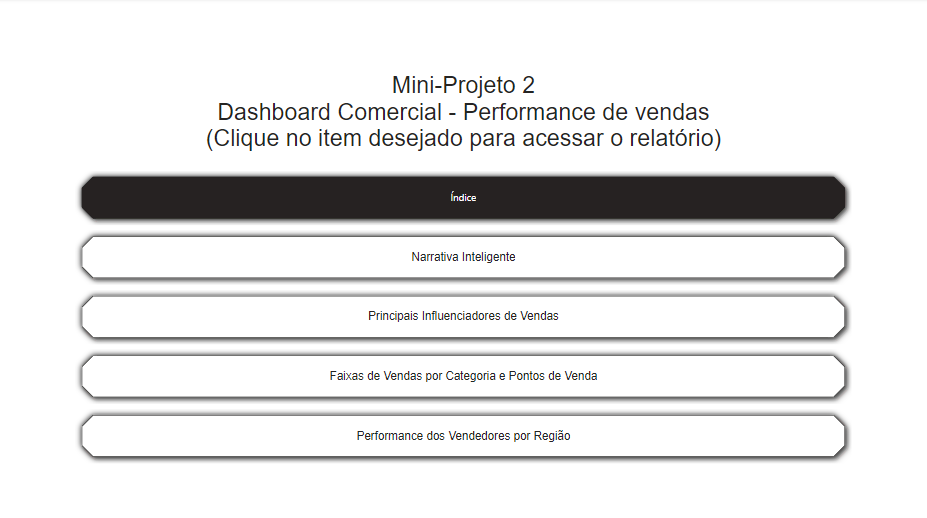 Mini-Projeto 2
Dashboard Comercial - Performance de vendas
(Clique no item desejado para acessar o relatório)
Índice
Narrativa Inteligente
Principais Influenciadores de Vendas
Faixas de Vendas por Categoria e Pontos de Venda
Performance dos Vendedores por Região